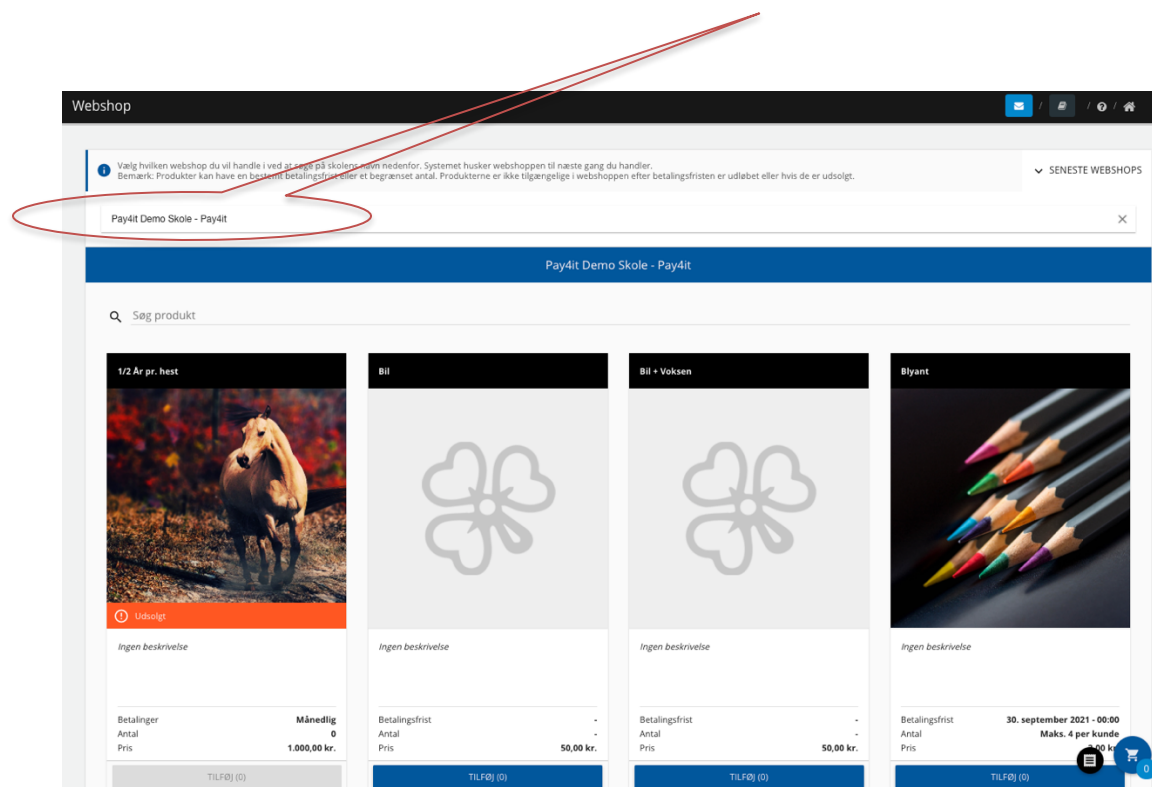 Webshop
/ / /
Vælg hvilken webshop du vil handle i ved at søge på skolens navn nedenfor. Systemet husker webshoppen til næste gang du handler.
Bemærk: Produkter kan have en bestemt betalingsfrist eller et begrænset antal. Produkterne er ikke tilgængelige i webshoppen efter betalingsfristen er udløbet eller hvis de er udsolgt.
SENESTE WEBSHOPS
Pay4it Demo Skole - Pay4it
Pay4it Demo Skole - Pay4it
Søg produkt
1/2 År pr. hest
Udsolgt
Ingen beskrivelse
Betalinger Månedlig
Antal 0
Pris 1.000,00 kr.
TILFØJ (0)
Bil
Ingen beskrivelse
Betalingsfrist -
Antal -
Pris 50,00 kr.
TILFØJ (0)
Bil + Voksen
Ingen beskrivelse
Betalingsfrist -
Antal -
Pris 50,00 kr.
TILFØJ (0)
Blyant
Ingen beskrivelse
Betalingsfrist 30. september 2021 - 00:00
Antal Maks. 4 per kunde
Pris
TILFØJ (0)
0